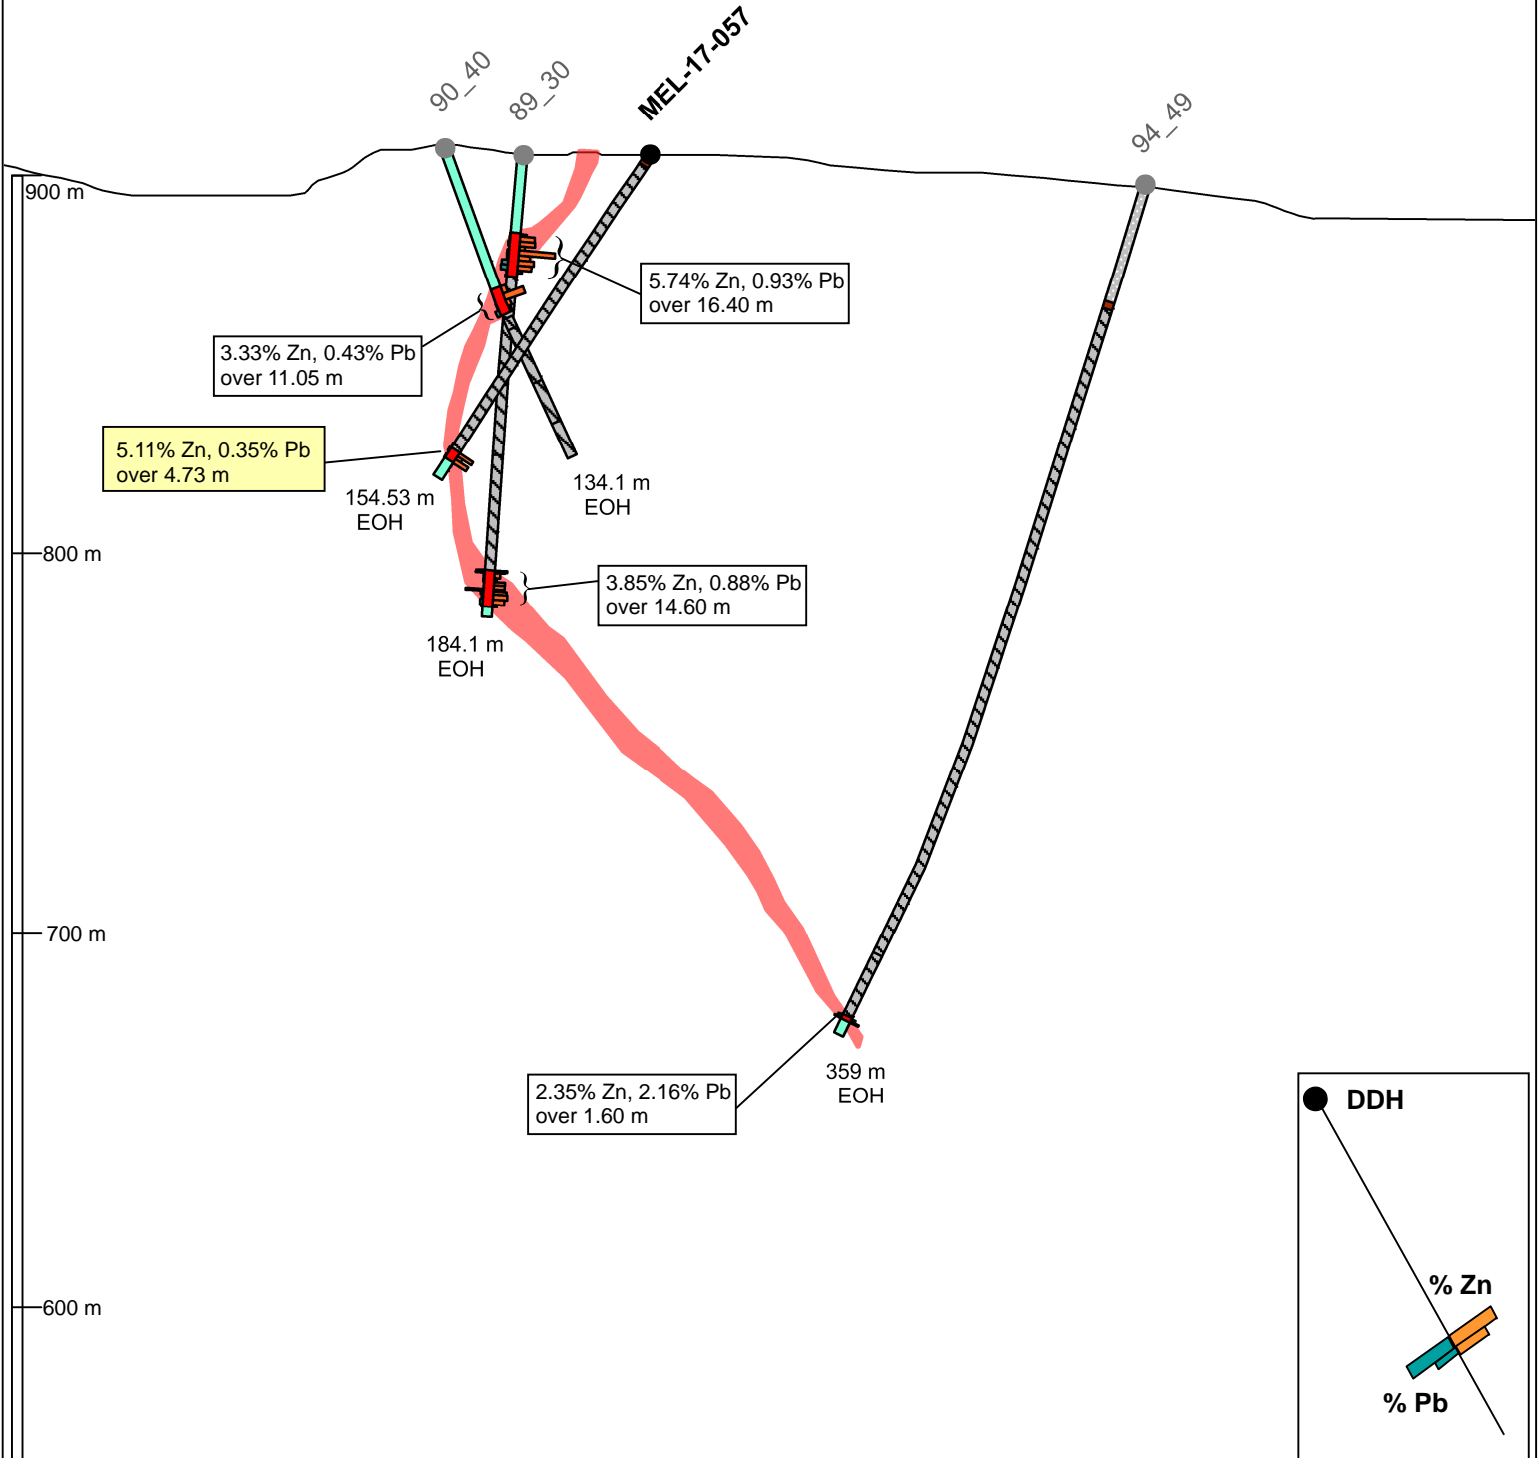 90_40
89_30
MEL-17-057
94_49
900 m
5.74% Zn, 0.93% Pb
over 16.40 m
3.33% Zn, 0.43% Pb
over 11.05 m
5.11% Zn, 0.35% Pb
over 4.73 m
154.53 m
EOH
134.1 m
EOH
800 m
3.85% Zn, 0.88% Pb
over 14.60 m
184.1 m
EOH
700 m
2.35% Zn, 2.16% Pb
over 1.60 m
359 m
EOH
DDH
600 m
% Zn
% Pb